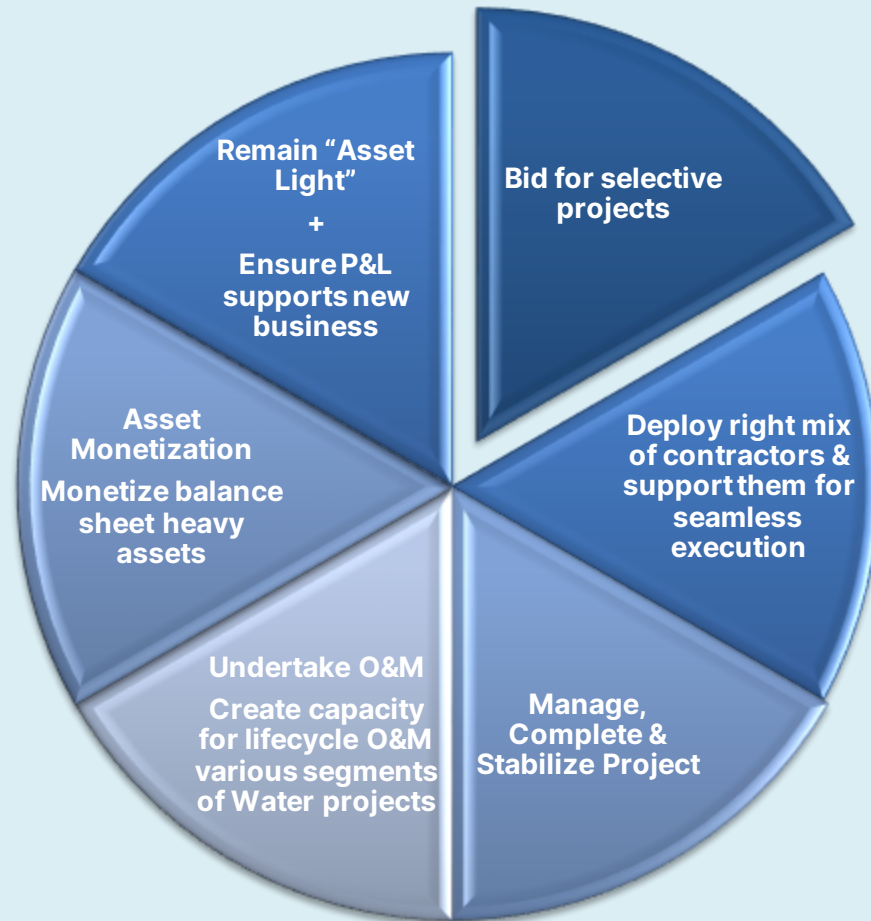 Bid for selective
projects
Deploy right mix
of contractors &
support them for
seamless
execution
Manage,
Complete &
Stabilize Project
Undertake O&M
Create capacity
for lifecycle O&M
various segments
of Water projects
Asset
Monetization
Monetize balance
sheet heavy
assets
Remain “Asset
Light”
+
Ensure P&L
supports new
business